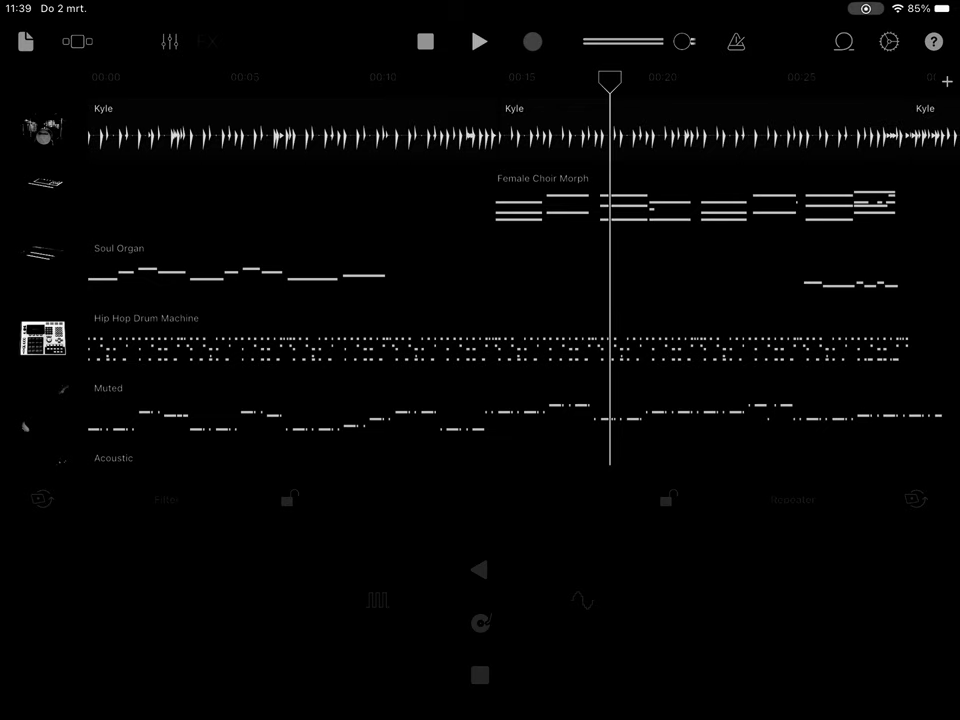 11:39 Do 2 mrt. 85%
FX
00:00 00:05 00:10 00:15 00:20 00:25
Kyle Kyle Kyle
Female Choir Morph
Soul Organ
Hip Hop Drum Machine
Muted
Acoustic
Filter Repeater